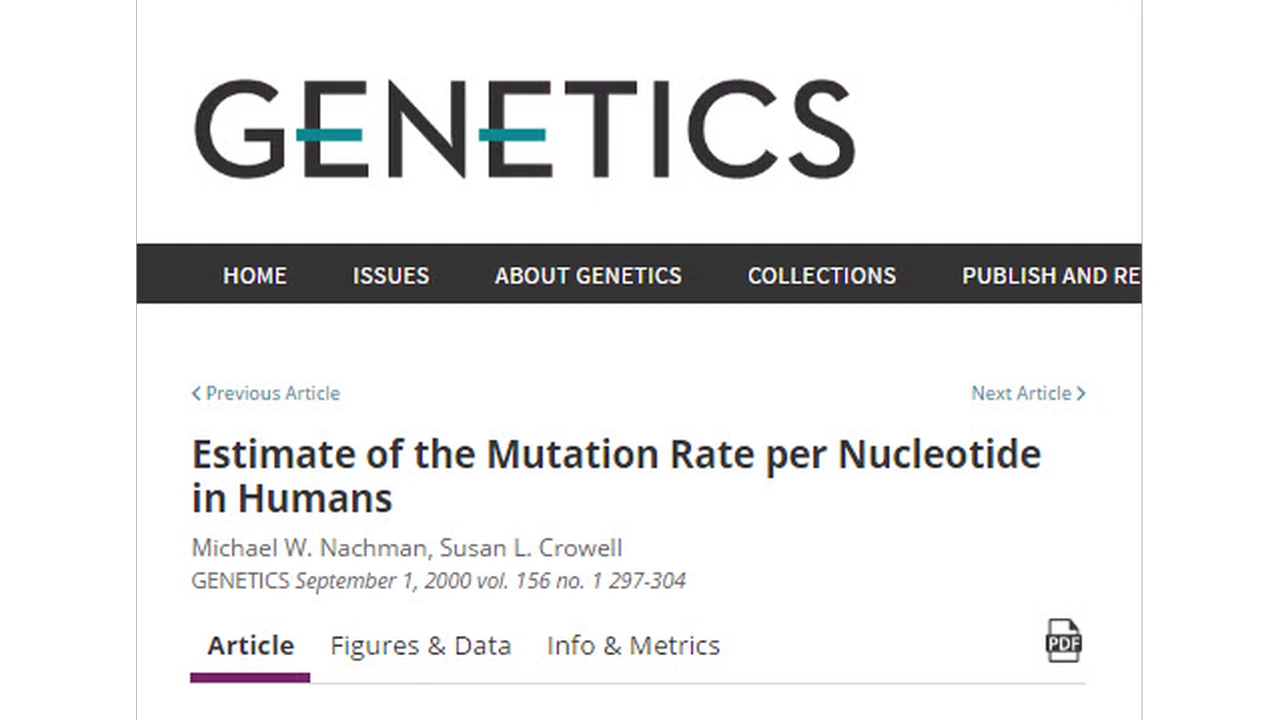 GENETICS
HOME ISSUES ABOUT GENETICS COLLECTIONS PUBLISH AND RE
Previous Article Next Article
Estimate of the Mutation Rate per Nucleotide
in Humans
Michael W. Nachman, Susan L. Crowell
GENETICS September 1, 2000 vol. 156 no. 1 297-304
Article Figures & Data Info & Metrics PDF